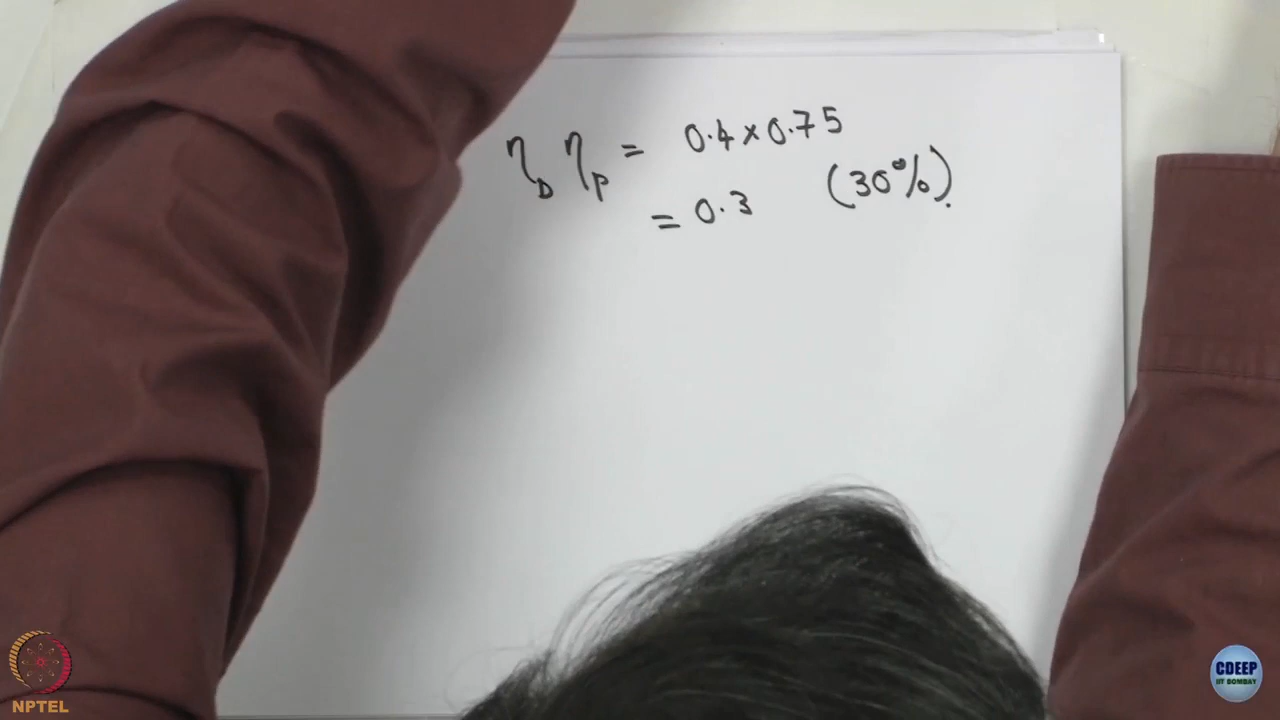 η_D η_P = 0.4 × 0.75
= 0.3 (30%).
NPTEL
CDEEP
IIT BOMBAY